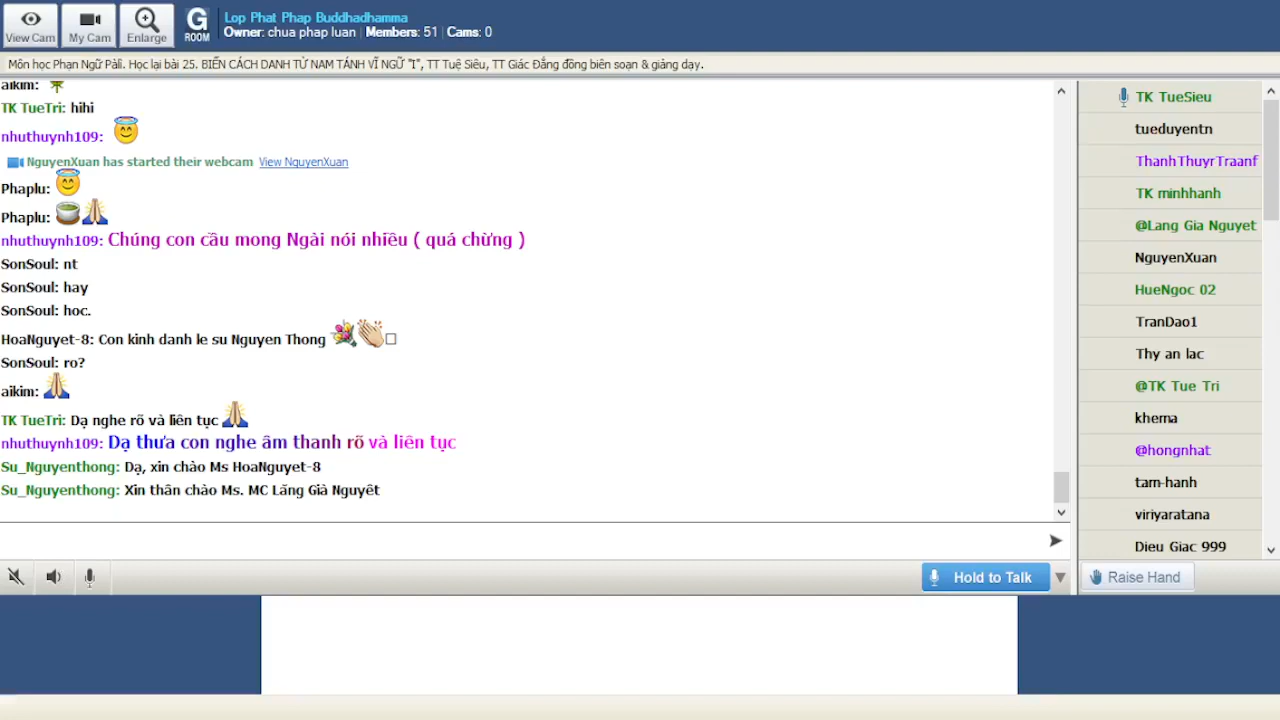 View Cam
My Cam
Enlarge
G
ROOM
Lop Phat Phap Buddhadhamma
Owner: chua phap luan | Members: 51 | Cams: 0
Môn học Phạn Ngữ Pàli. Học lại bài 25. BIẾN CÁCH DANH TỪ NAM TÁNH VĨ NGỮ "I", TT Tuệ Siêu, TT Giác Đẳng đồng biên soạn & giảng dạy.
aikim:
TK TueTri: hihi
nhuthuynh109:
NguyenXuan has started their webcam View NguyenXuan
Phaplu:
Phaplu:
nhuthuynh109: Chúng con cầu mong Ngài nói nhiều ( quá chừng )
SonSoul: nt
SonSoul: hay
SonSoul: hoc.
HoaNguyet-8: Con kinh danh le su Nguyen Thong
SonSoul: ro?
aikim:
TK TueTri: Dạ nghe rõ và liên tục
nhuthuynh109: Dạ thưa con nghe âm thanh rõ và liên tục
Su_Nguyenthong: Dạ, xin chào Ms HoaNguyet-8
Su_Nguyenthong: Xin thân chào Ms. MC Lăng Già Nguyêt
Hold to Talk
TK TueSieu
tueduyentn
ThanhThuyrTraanf
TK minhhanh
@Lang Gia Nguyet
NguyenXuan
HueNgoc 02
TranDao1
Thy an lac
@TK Tue Tri
khema
@hongnhat
tam-hanh
viriyaratana
Dieu Giac 999
Raise Hand